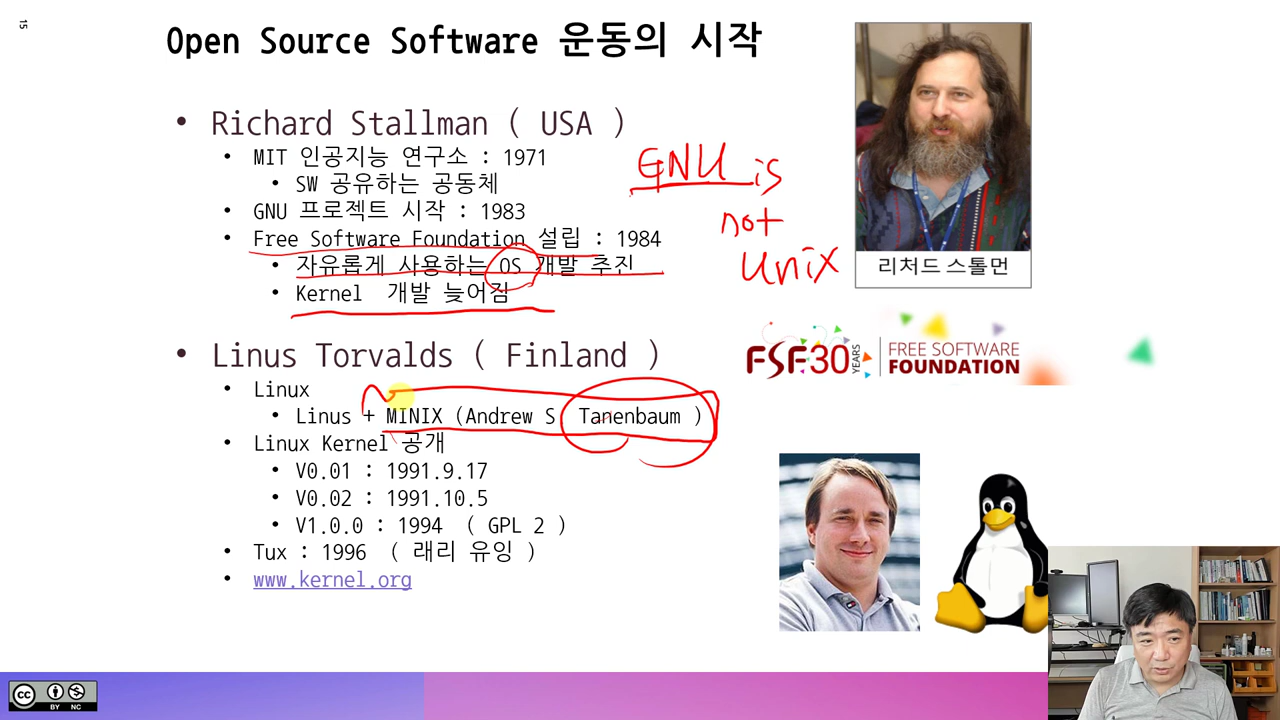 15
Open Source Software 운동의 시작
• Richard Stallman ( USA )
• MIT 인공지능 연구소 : 1971
• SW 공유하는 공동체
• GNU 프로젝트 시작 : 1983
• Free Software Foundation 설립 : 1984
• 자유롭게 사용하는 OS 개발 추진
• Kernel 개발 늦어짐
GNU is
not
Unix
리처드 스톨먼
FSF30 YEARS
FREE SOFTWARE
FOUNDATION
• Linus Torvalds ( Finland )
• Linux
• Linus + MINIX (Andrew S Tanenbaum )
• Linux Kernel 공개
• V0.01 : 1991.9.17
• V0.02 : 1991.10.5
• V1.0.0 : 1994 ( GPL 2 )
• Tux : 1996 ( 래리 유잉 )
• www.kernel.org
cc
BY NC